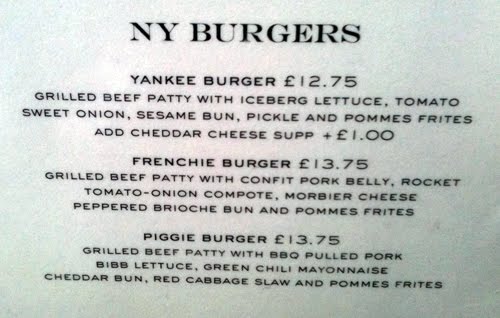 NY BURGERS
YANKEE BURGER £12.75
GRILLED BEEF PATTY WITH ICEBERG LETTUCE, TOMATO
SWEET ONION, SESAME BUN, PICKLE AND POMMES FRITES
ADD CHEDDAR CHEESE SUPP +£1.00
FRENCHIE BURGER £13.75
GRILLED BEEF PATTY WITH CONFIT PORK BELLY, ROCKET
TOMATO-ONION COMPOTE, MORBIER CHEESE
PEPPERED BRIOCHE BUN AND POMMES FRITES
PIGGIE BURGER £13.75
GRILLED BEEF PATTY WITH BBQ PULLED PORK
BIBB LETTUCE, GREEN CHILI MAYONNAISE
CHEDDAR BUN, RED CABBAGE SLAW AND POMMES FRITES